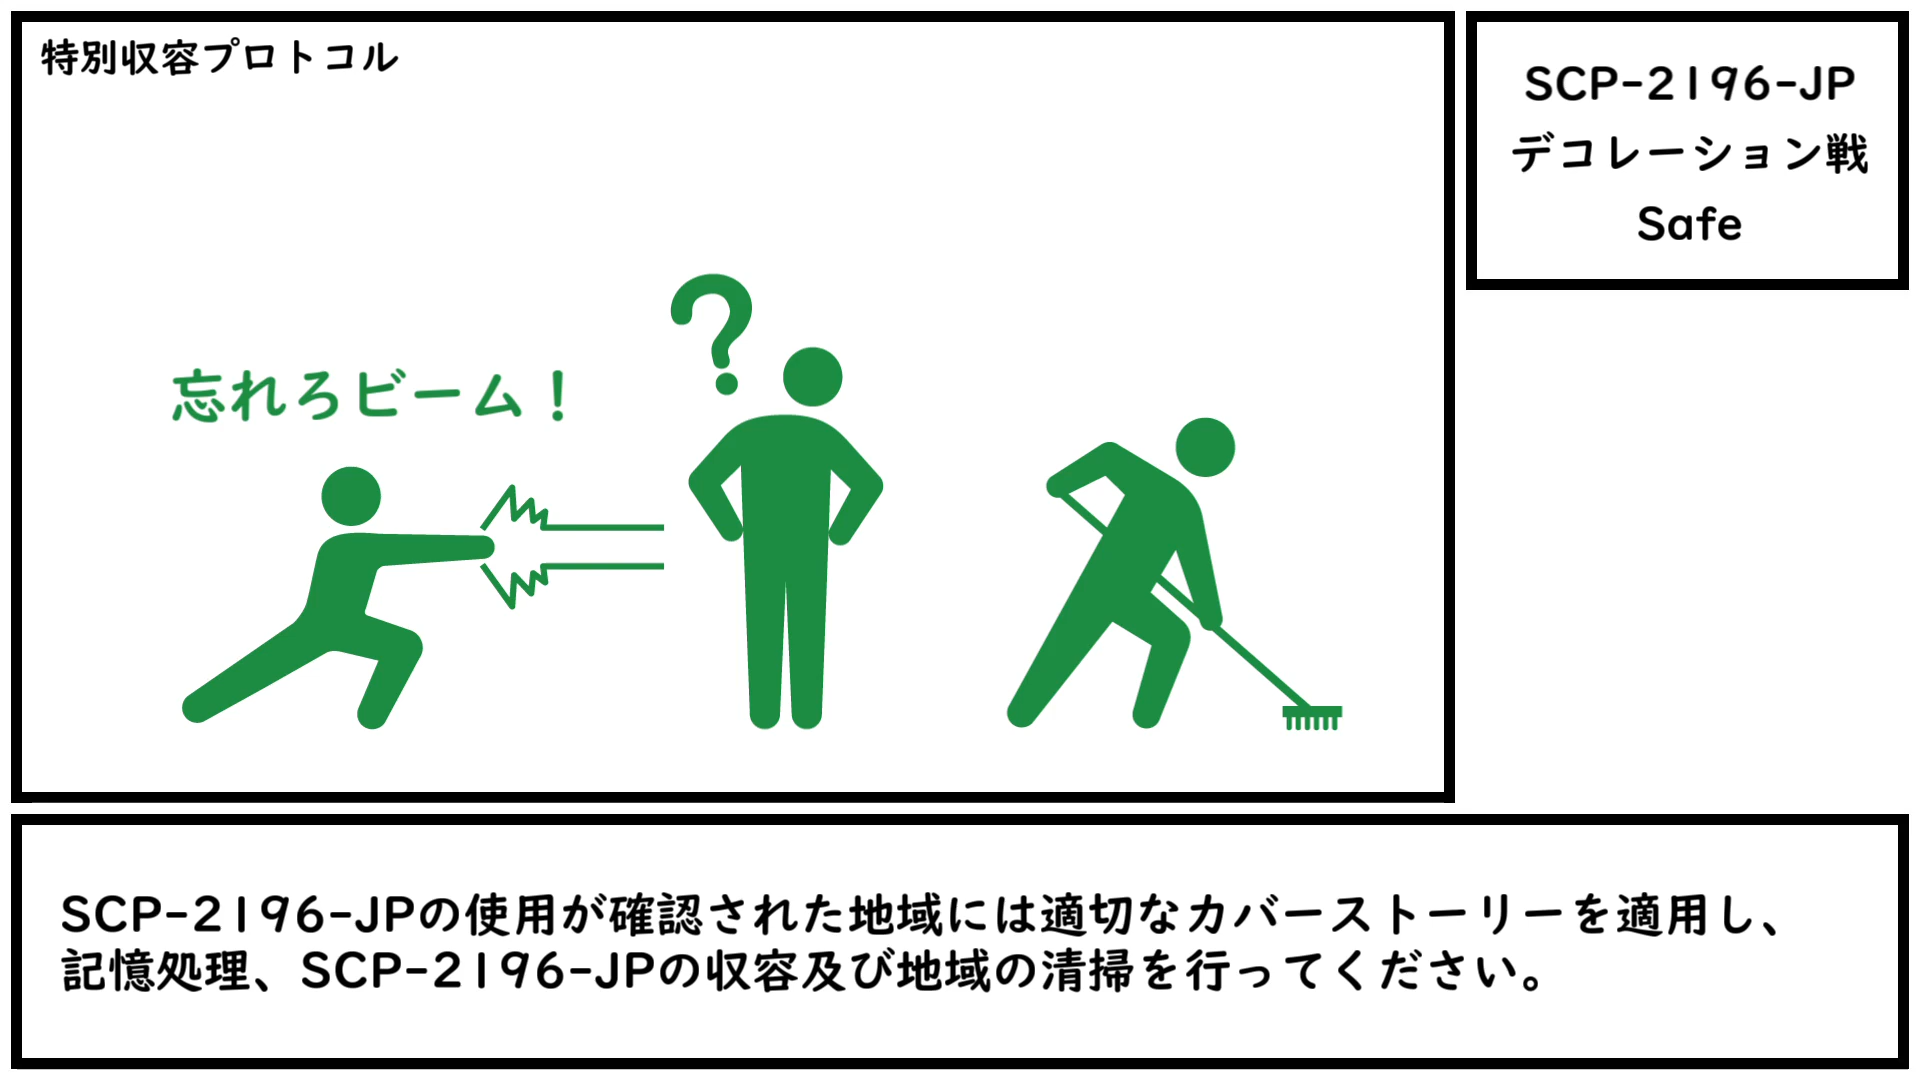 特別収容プロトコル
SCP-2196-JP
デコレーション戦
Safe
?
忘れろビーム！
SCP-2196-JPの使用が確認された地域には適切なカバーストーリーを適用し、
記憶処理、SCP-2196-JPの収容及び地域の清掃を行ってください。